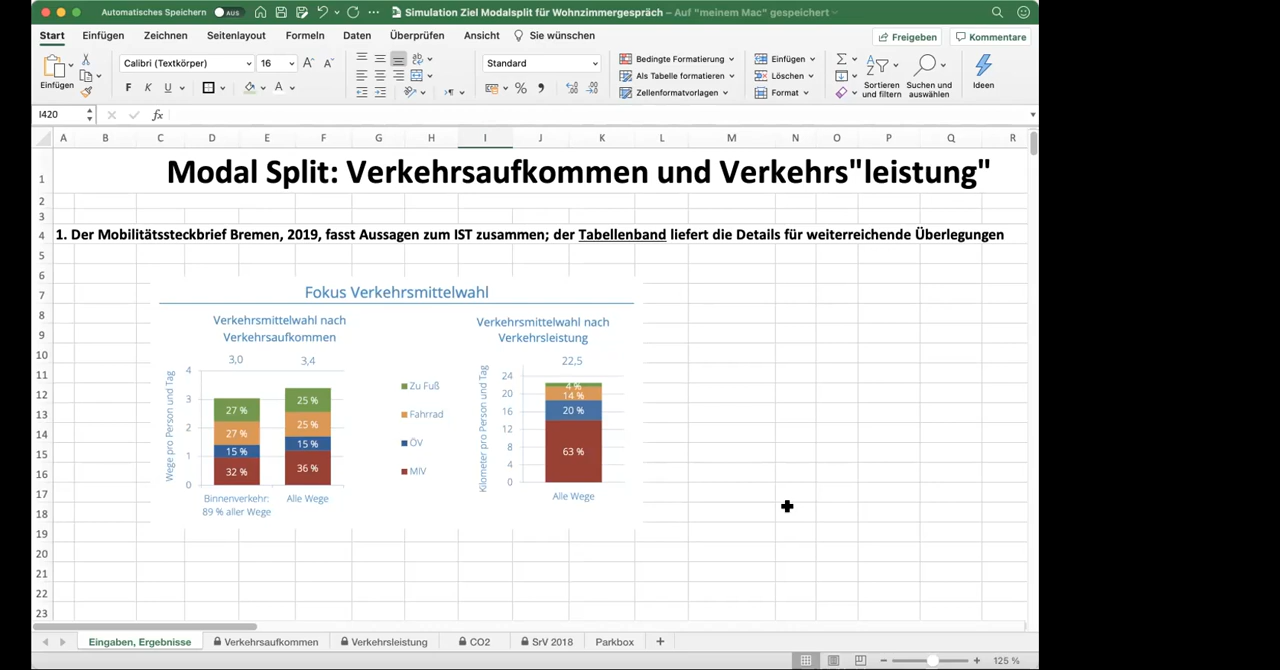 Automatisches Speichern AUS Simulation Ziel Modalsplit für Wohnzimmergespräch – Auf "meinem Mac" gespeichert
Start Einfügen Zeichnen Seitenlayout Formeln Daten Überprüfen Ansicht Sie wünschen Freigeben Kommentare
Einfügen
Calibri (Textkörper) 16 A A
F K U A
Standard
% 
Bedingte Formatierung
Als Tabelle formatieren
Zellenformatvorlagen
Einfügen
Löschen
Format
Sortieren und filtern
Suchen und auswählen
Ideen
I420 fx
A B C D E F G H I J K L M N O P Q R
1 Modal Split: Verkehrsaufkommen und Verkehrs"leistung"
2
3
4 1. Der Mobilitätssteckbrief Bremen, 2019, fasst Aussagen zum IST zusammen; der Tabellenband liefert die Details für weiterreichende Überlegungen
5
6
7
8
9
10
11
12
13
14
15
16
17
18
19
20
21
22
23
Fokus Verkehrsmittelwahl
Verkehrsmittelwahl nach
Verkehrsaufkommen
3,0 3,4
Wege pro Person und Tag
4
3
2
1
0
27 % 25 %
27 % 25 %
15 % 15 %
32 % 36 %
Binnenverkehr:
89 % aller Wege
Alle Wege
Zu Fuß
Fahrrad
ÖV
MIV
Verkehrsmittelwahl nach
Verkehrsleistung
22,5
Kilometer pro Person und Tag
24
20
16
12
8
4
0
4 %
14 %
20 %
63 %
Alle Wege
Eingaben, Ergebnisse Verkehrsaufkommen Verkehrsleistung CO2 SrV 2018 Parkbox +
− + 125 %